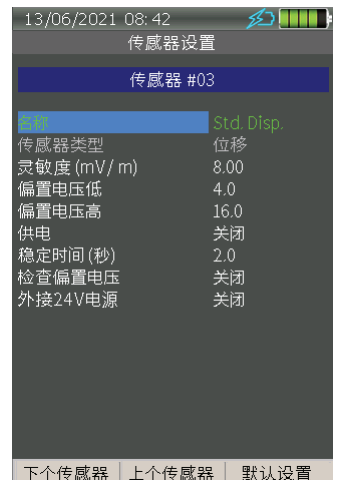 13/06/2021 08:42
传感器设置
传感器 #03
名称 Std. Disp.
传感器类型 位移
灵敏度 (mV/ m) 8.00
偏置电压低 4.0
偏置电压高 16.0
供电 关闭
稳定时间 (秒) 2.0
检查偏置电压 关闭
外接24V电源 关闭
下个传感器 上个传感器 默认设置